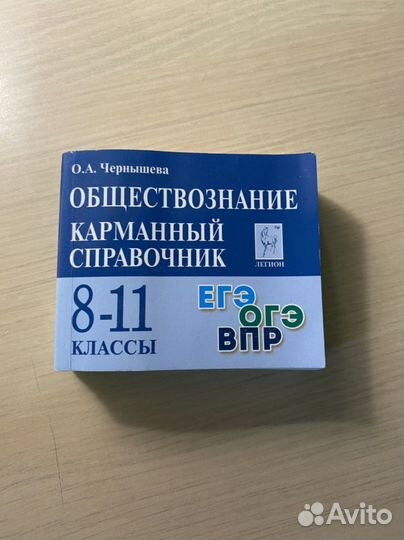 О.А. Чернышева
ОБЩЕСТВОЗНАНИЕ
КАРМАННЫЙ
СПРАВОЧНИК
ЛЕГИОН
8-11
КЛАССЫ
ЕГЭ
ОГЭ
ВПР
Avito